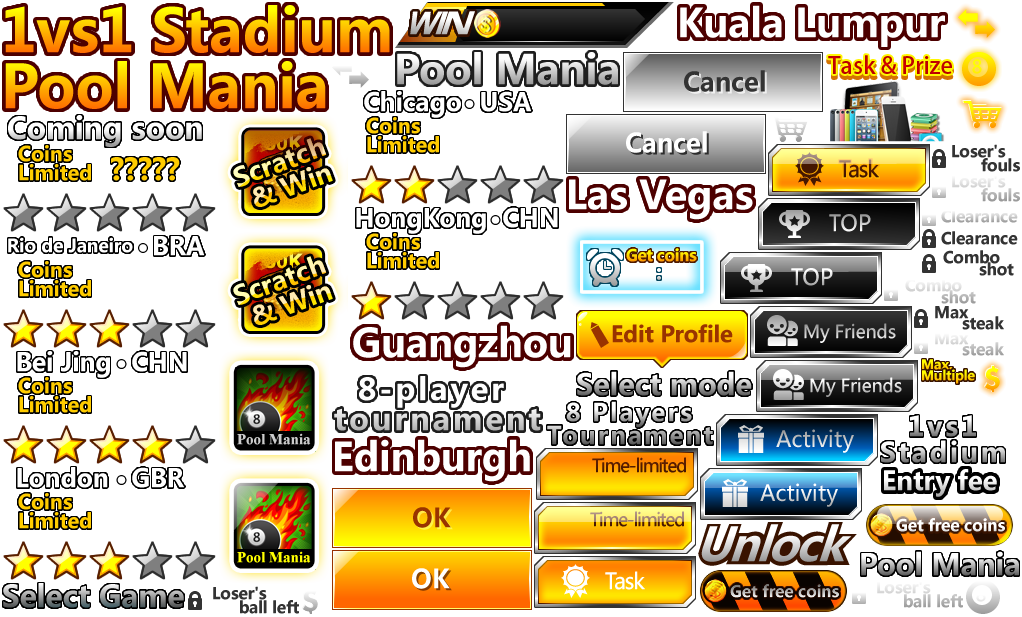 1vs1 Stadium
Pool Mania
Coming soon
Coins
Limited
?????
Rio de Janeiro • BRA
Coins
Limited
Bei Jing • CHN
Coins
Limited
London • GBR
Coins
Limited
Select Game
Loser's
ball left
Scratch
& Win
Scratch
& Win
8
Pool Mania
8
Pool Mania
WIN
Pool Mania
Chicago • USA
Coins
Limited
HongKong • CHN
Coins
Limited
Guangzhou
8-player
tournament
Edinburgh
OK
OK
Kuala Lumpur
Cancel
Cancel
Las Vegas
Get coins
:
Edit Profile
Select mode
8 Players
Tournament
Time-limited
Time-limited
Task
Task & Prize
Task
TOP
TOP
My Friends
My Friends
Activity
Activity
Unlock
Get free coins
Loser's
fouls
Loser's
fouls
Clearance
Clearance
Combo
shot
Combo
shot
Max
steak
Max
steak
Max.
Multiple
1vs1
Stadium
Entry fee
Get free coins
Pool Mania
Loser's
ball left